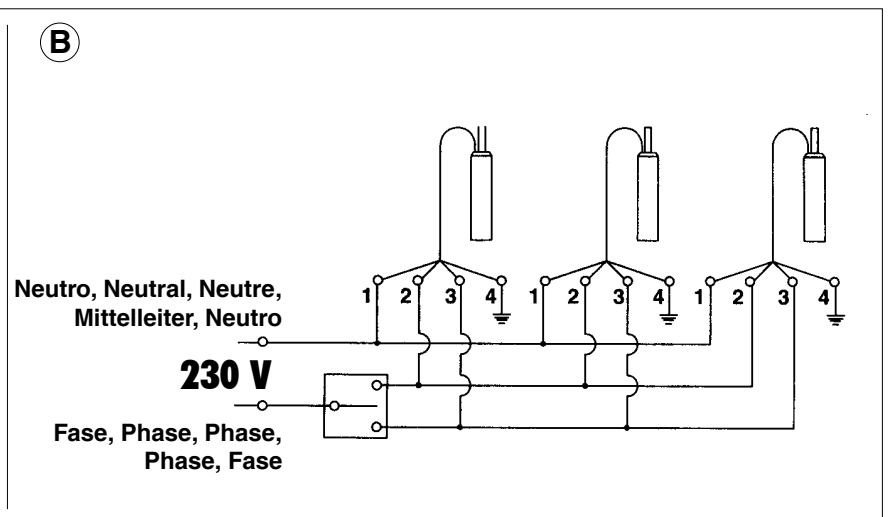 B
1 2 3 4 1 2 3 4 1 2 3 4
Neutro, Neutral, Neutre,
Mittelleiter, Neutro
230 V
Fase, Phase, Phase,
Phase, Fase